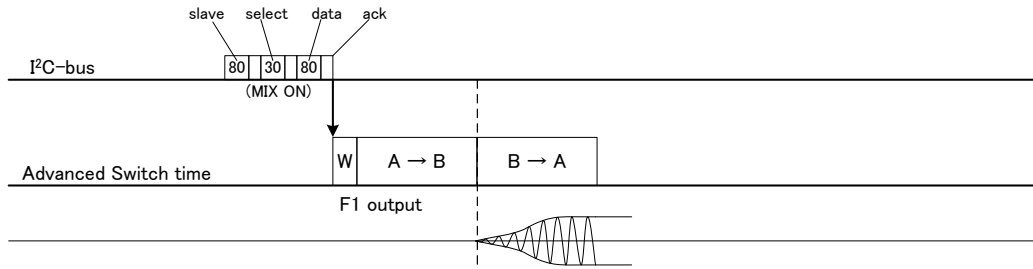 slave select data ack
I²C-bus 80 30 80
(MIX ON)
Advanced Switch time W A → B B → A
F1 output